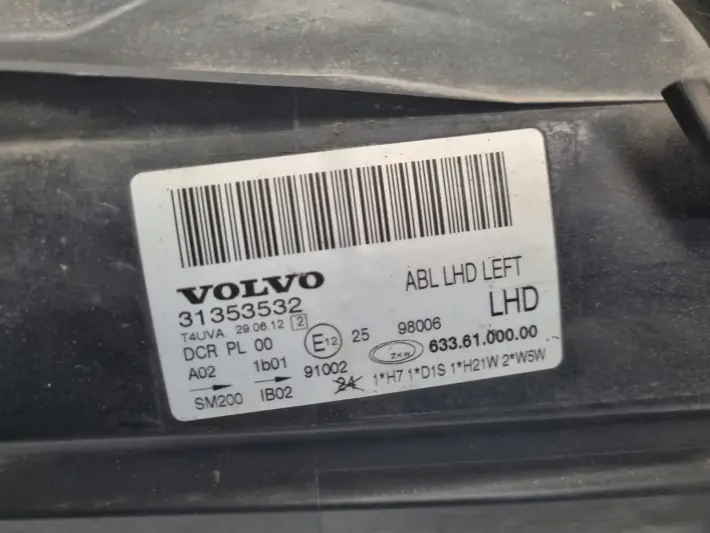 VOLVO
31353532
ABL LHD LEFT
LHD
T4UVA 29.06.12 2
DCR PL 00
E12 25 98006
ZKW 633.61.000.00
A02 1b01 91002
SM200 IB02 24 1*H7 1*D1S 1*H21W 2*W5W